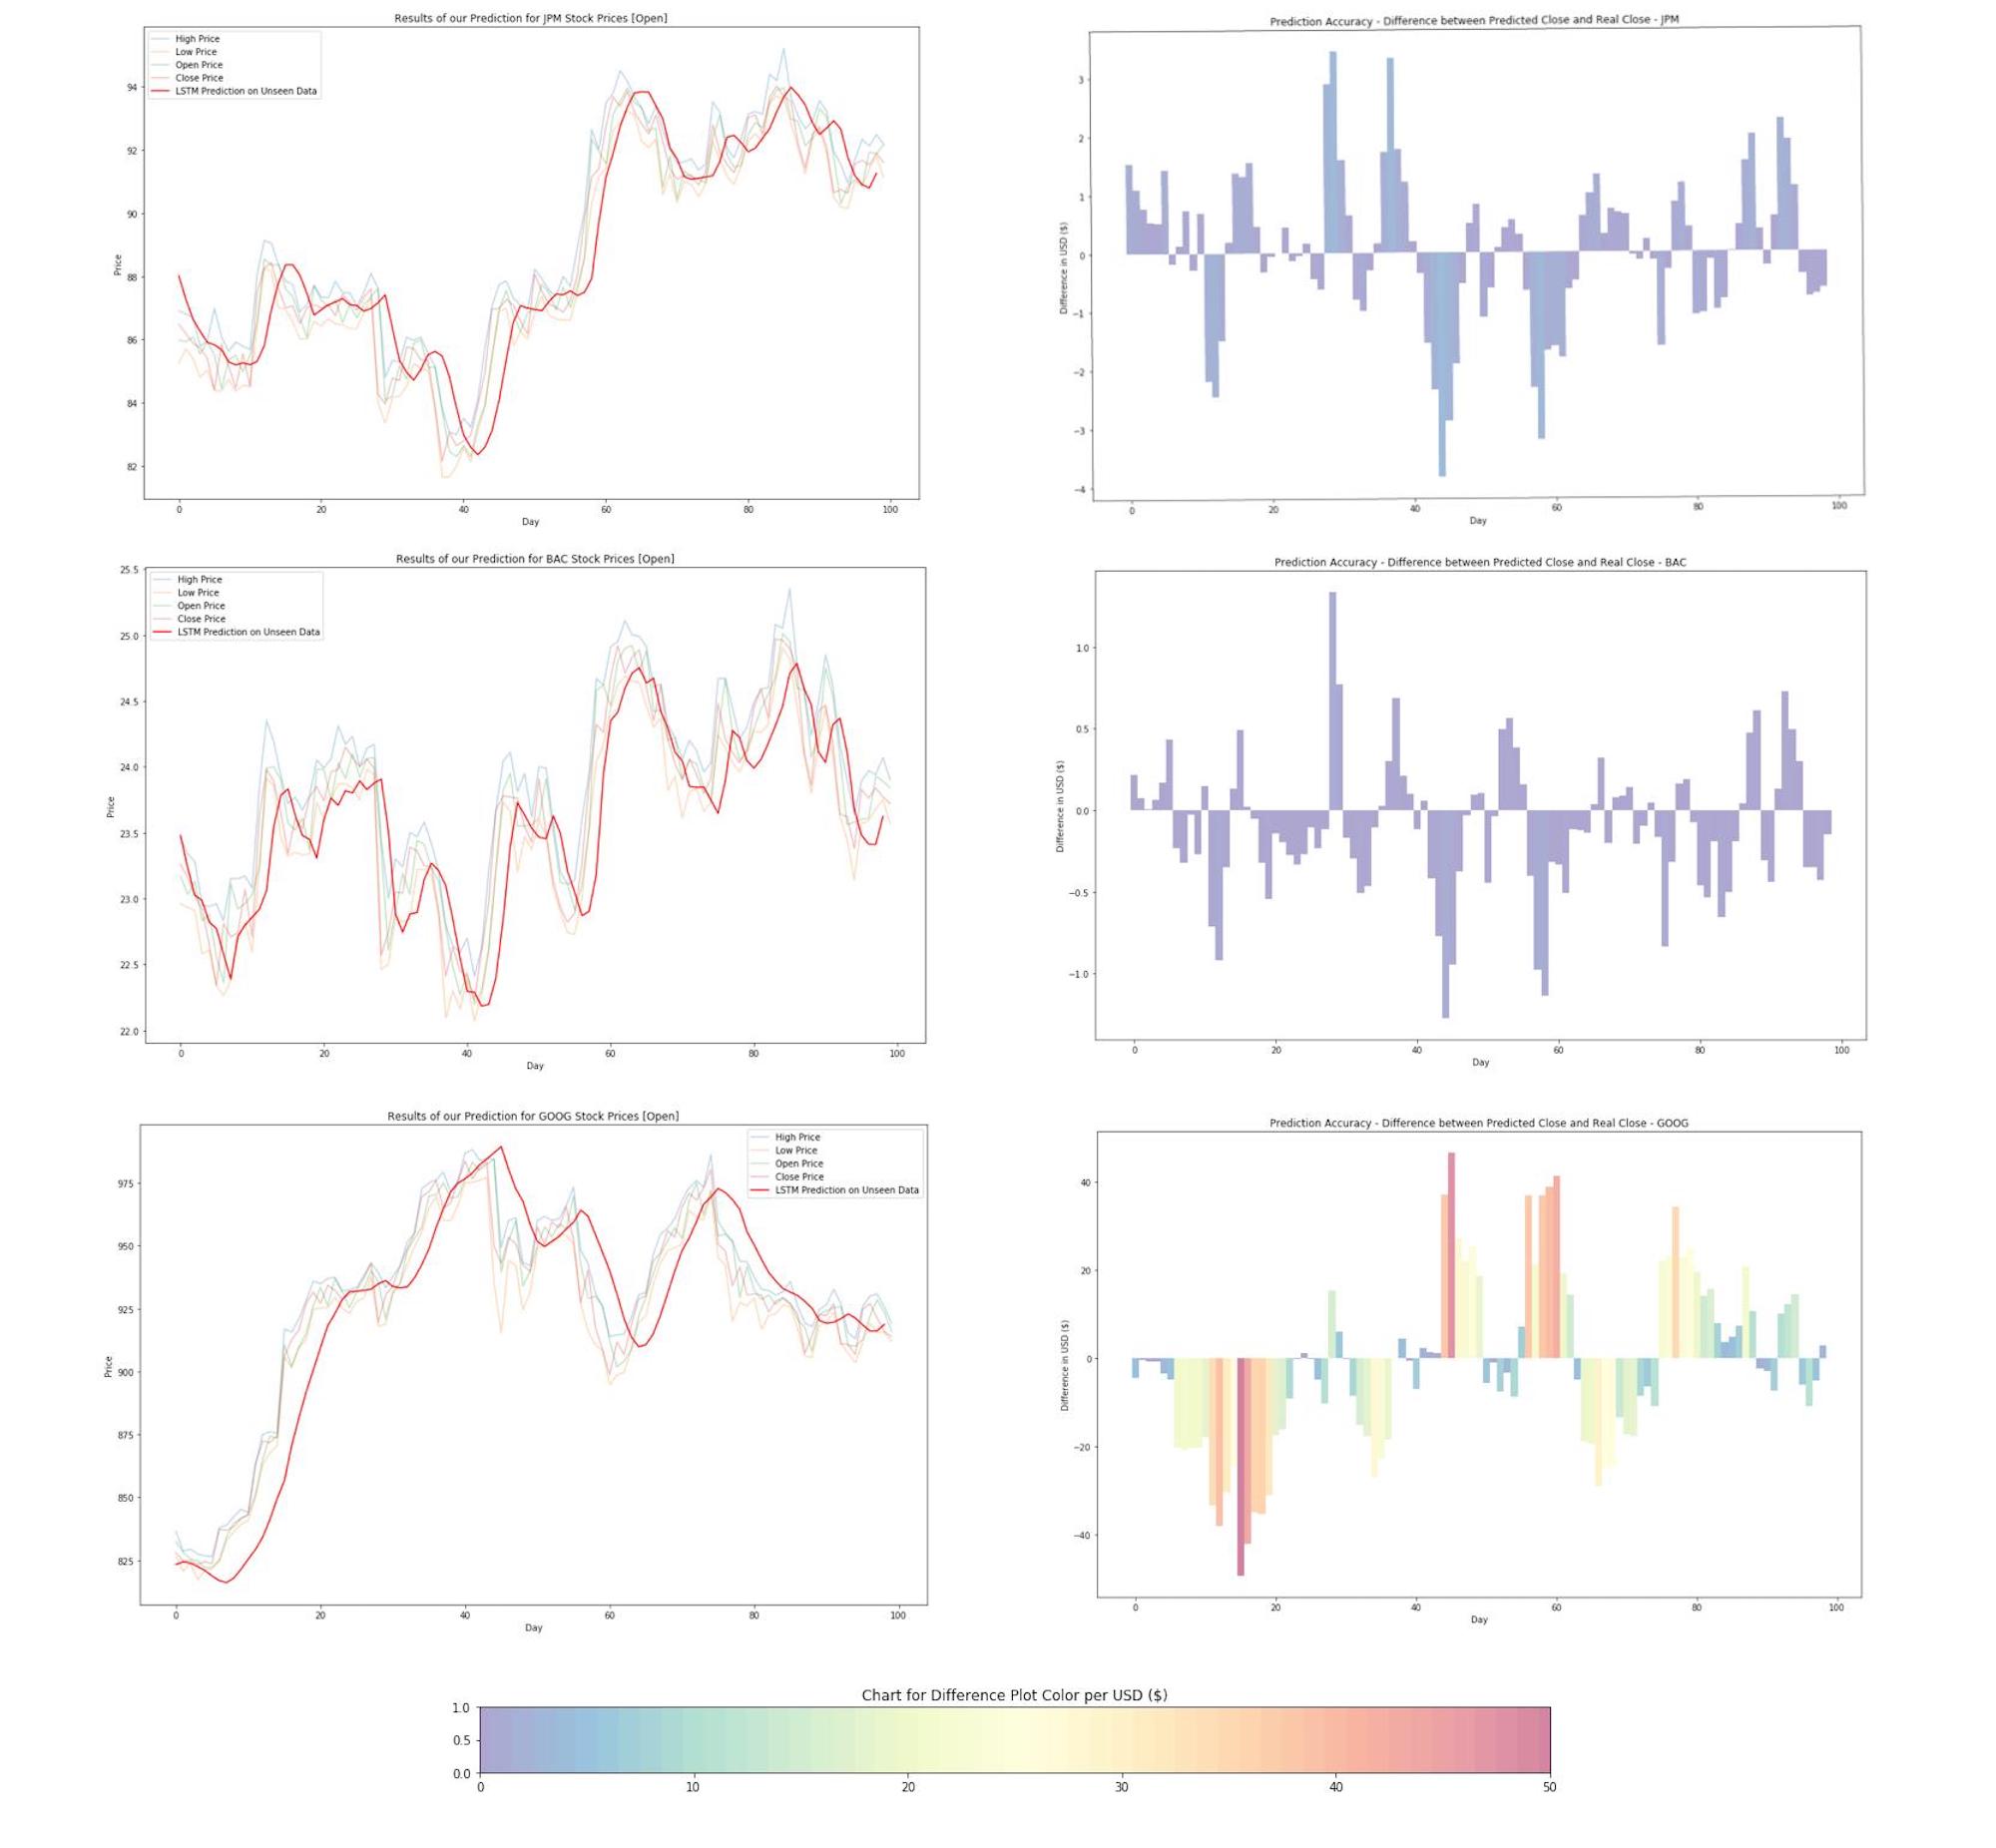 Results of our Prediction for JPM Stock Prices [Open]
High Price
Low Price
Open Price
Close Price
LSTM Prediction on Unseen Data
Price
94
92
90
88
86
84
82
0 20 40 60 80 100
Day
Prediction Accuracy - Difference between Predicted Close and Real Close - JPM
Difference in USD ($)
3
2
1
0
−1
−2
−3
−4
0 20 40 60 80 100
Day
Results of our Prediction for BAC Stock Prices [Open]
High Price
Low Price
Open Price
Close Price
LSTM Prediction on Unseen Data
Price
25.5
25.0
24.5
24.0
23.5
23.0
22.5
22.0
0 20 40 60 80 100
Day
Prediction Accuracy - Difference between Predicted Close and Real Close - BAC
Difference in USD ($)
1.0
0.5
0.0
−0.5
−1.0
0 20 40 60 80 100
Day
Results of our Prediction for GOOG Stock Prices [Open]
High Price
Low Price
Open Price
Close Price
LSTM Prediction on Unseen Data
Price
975
950
925
900
875
850
825
0 20 40 60 80 100
Day
Prediction Accuracy - Difference between Predicted Close and Real Close - GOOG
Difference in USD ($)
40
20
0
−20
−40
0 20 40 60 80 100
Day
Chart for Difference Plot Color per USD ($)
1.0
0.5
0.0
0 10 20 30 40 50